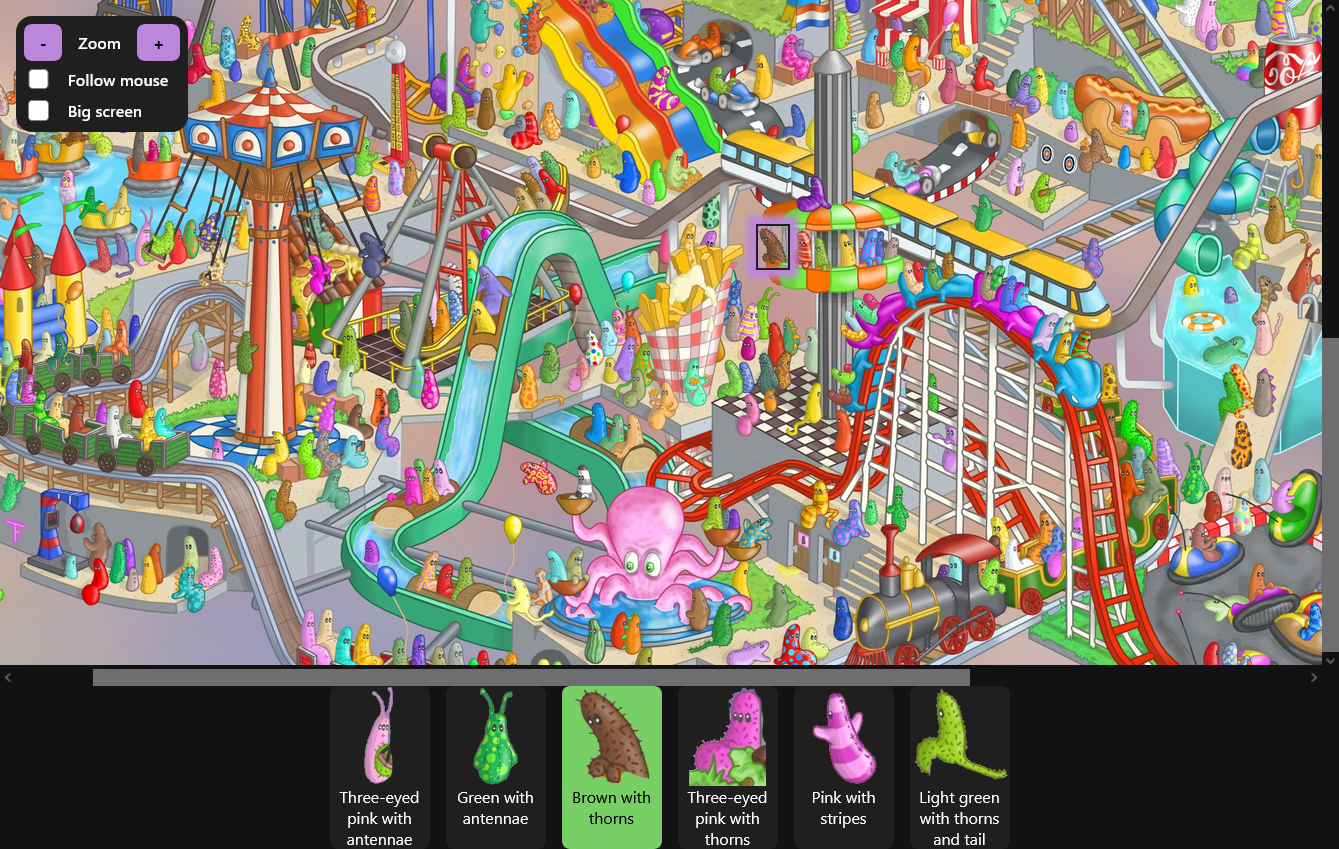 - Zoom +
Follow mouse
Big screen
Three-eyed
pink with
antennae
Green with
antennae
Brown with
thorns
Three-eyed
pink with
thorns
Pink with
stripes
Light green
with thorns
and tail